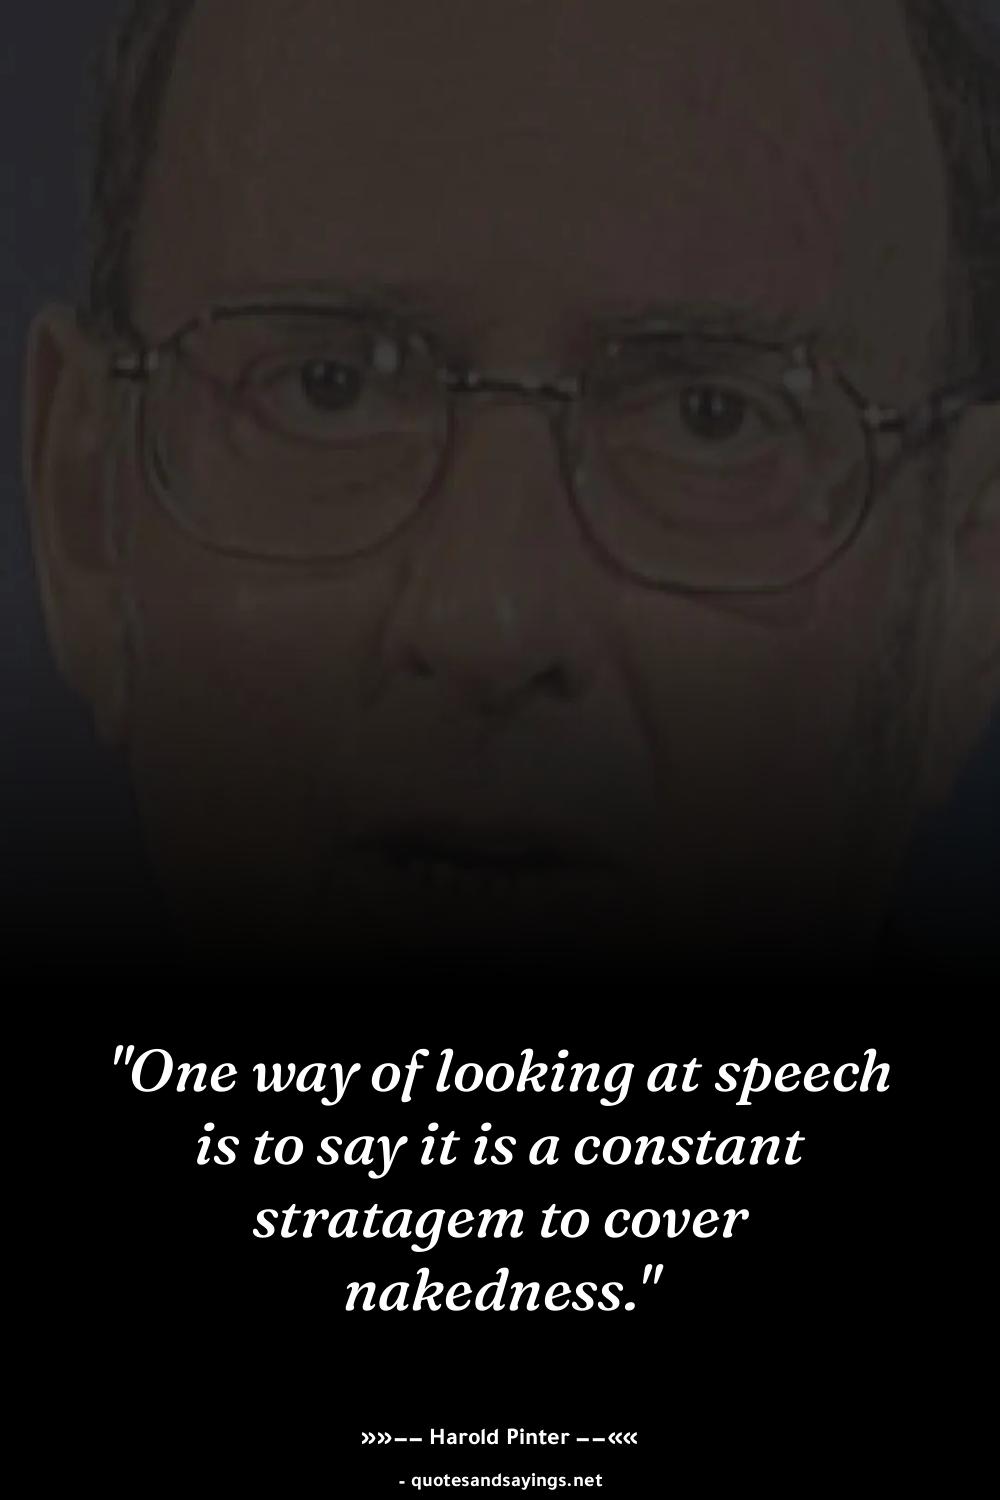 "One way of looking at speech
is to say it is a constant
stratagem to cover
nakedness."
»»—— Harold Pinter ——««
- quotesandsayings.net